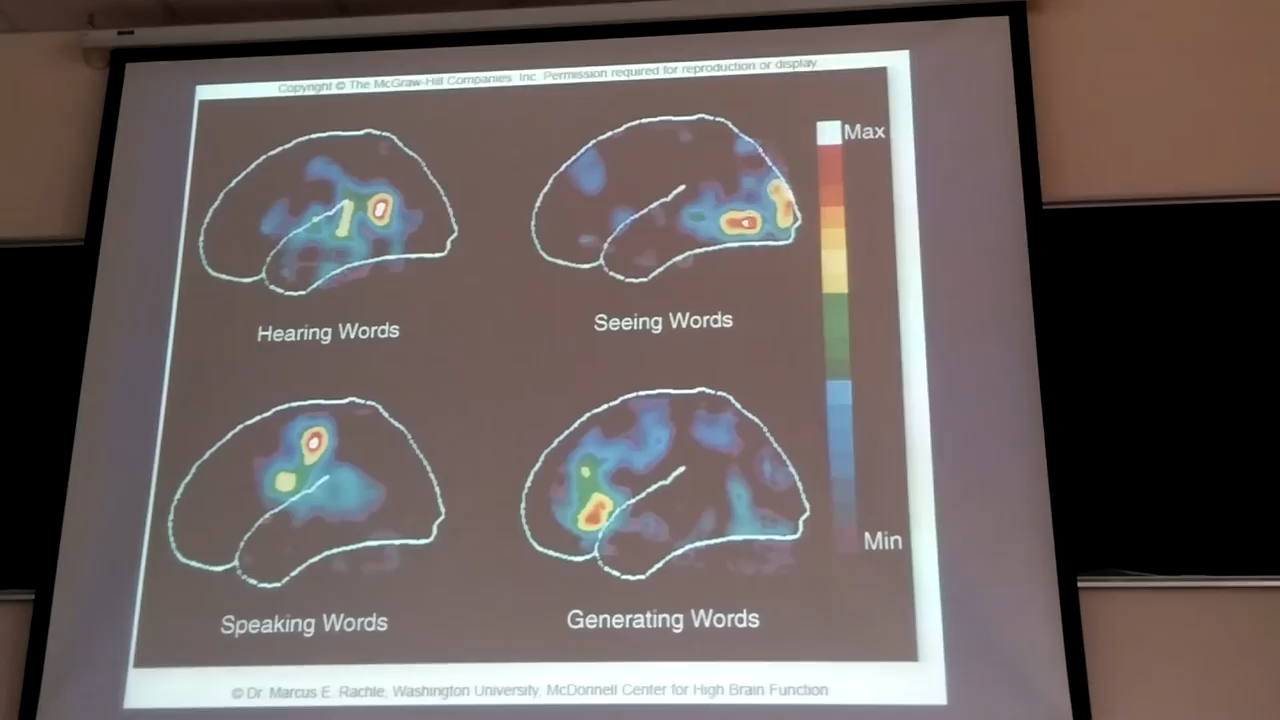 Copyright © The McGraw-Hill Companies, Inc. Permission required for reproduction or display.
Max
Hearing Words
Seeing Words
Min
Speaking Words
Generating Words
© Dr. Marcus E. Rachle, Washington University, McDonnell Center for High Brain Function